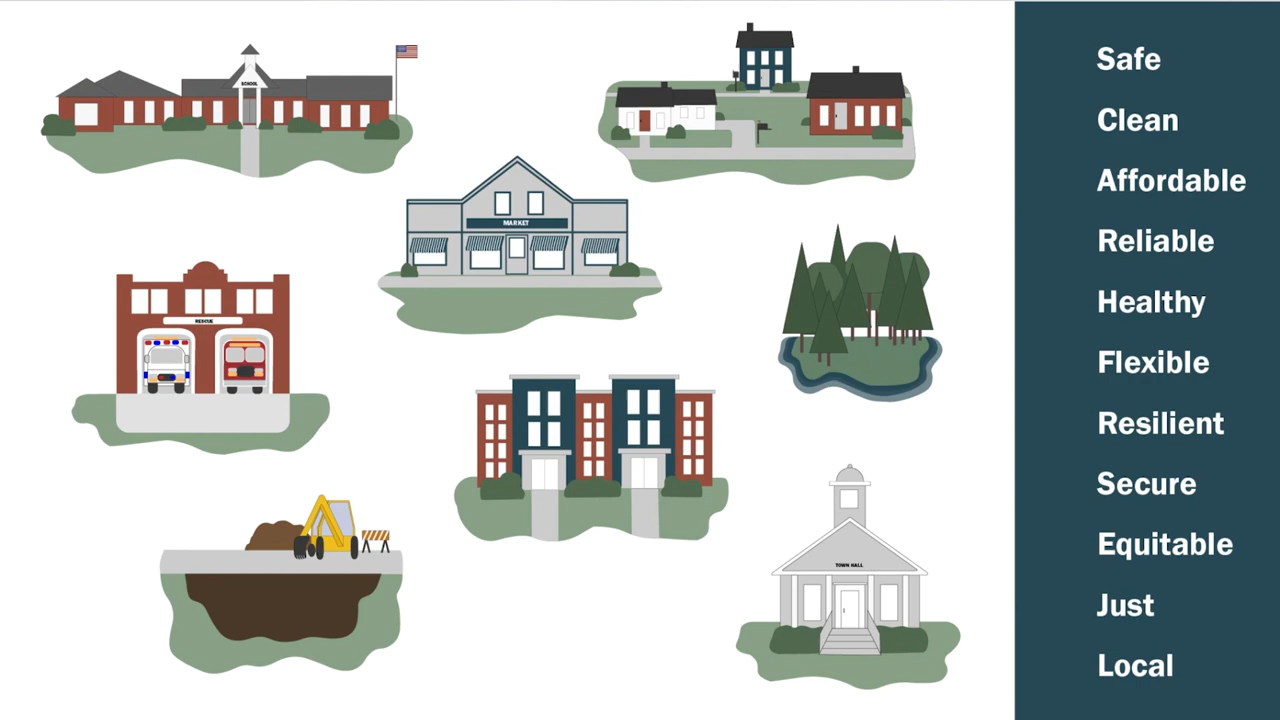 SCHOOL
MARKET
RESCUE
TOWN HALL
Safe
Clean
Affordable
Reliable
Healthy
Flexible
Resilient
Secure
Equitable
Just
Local